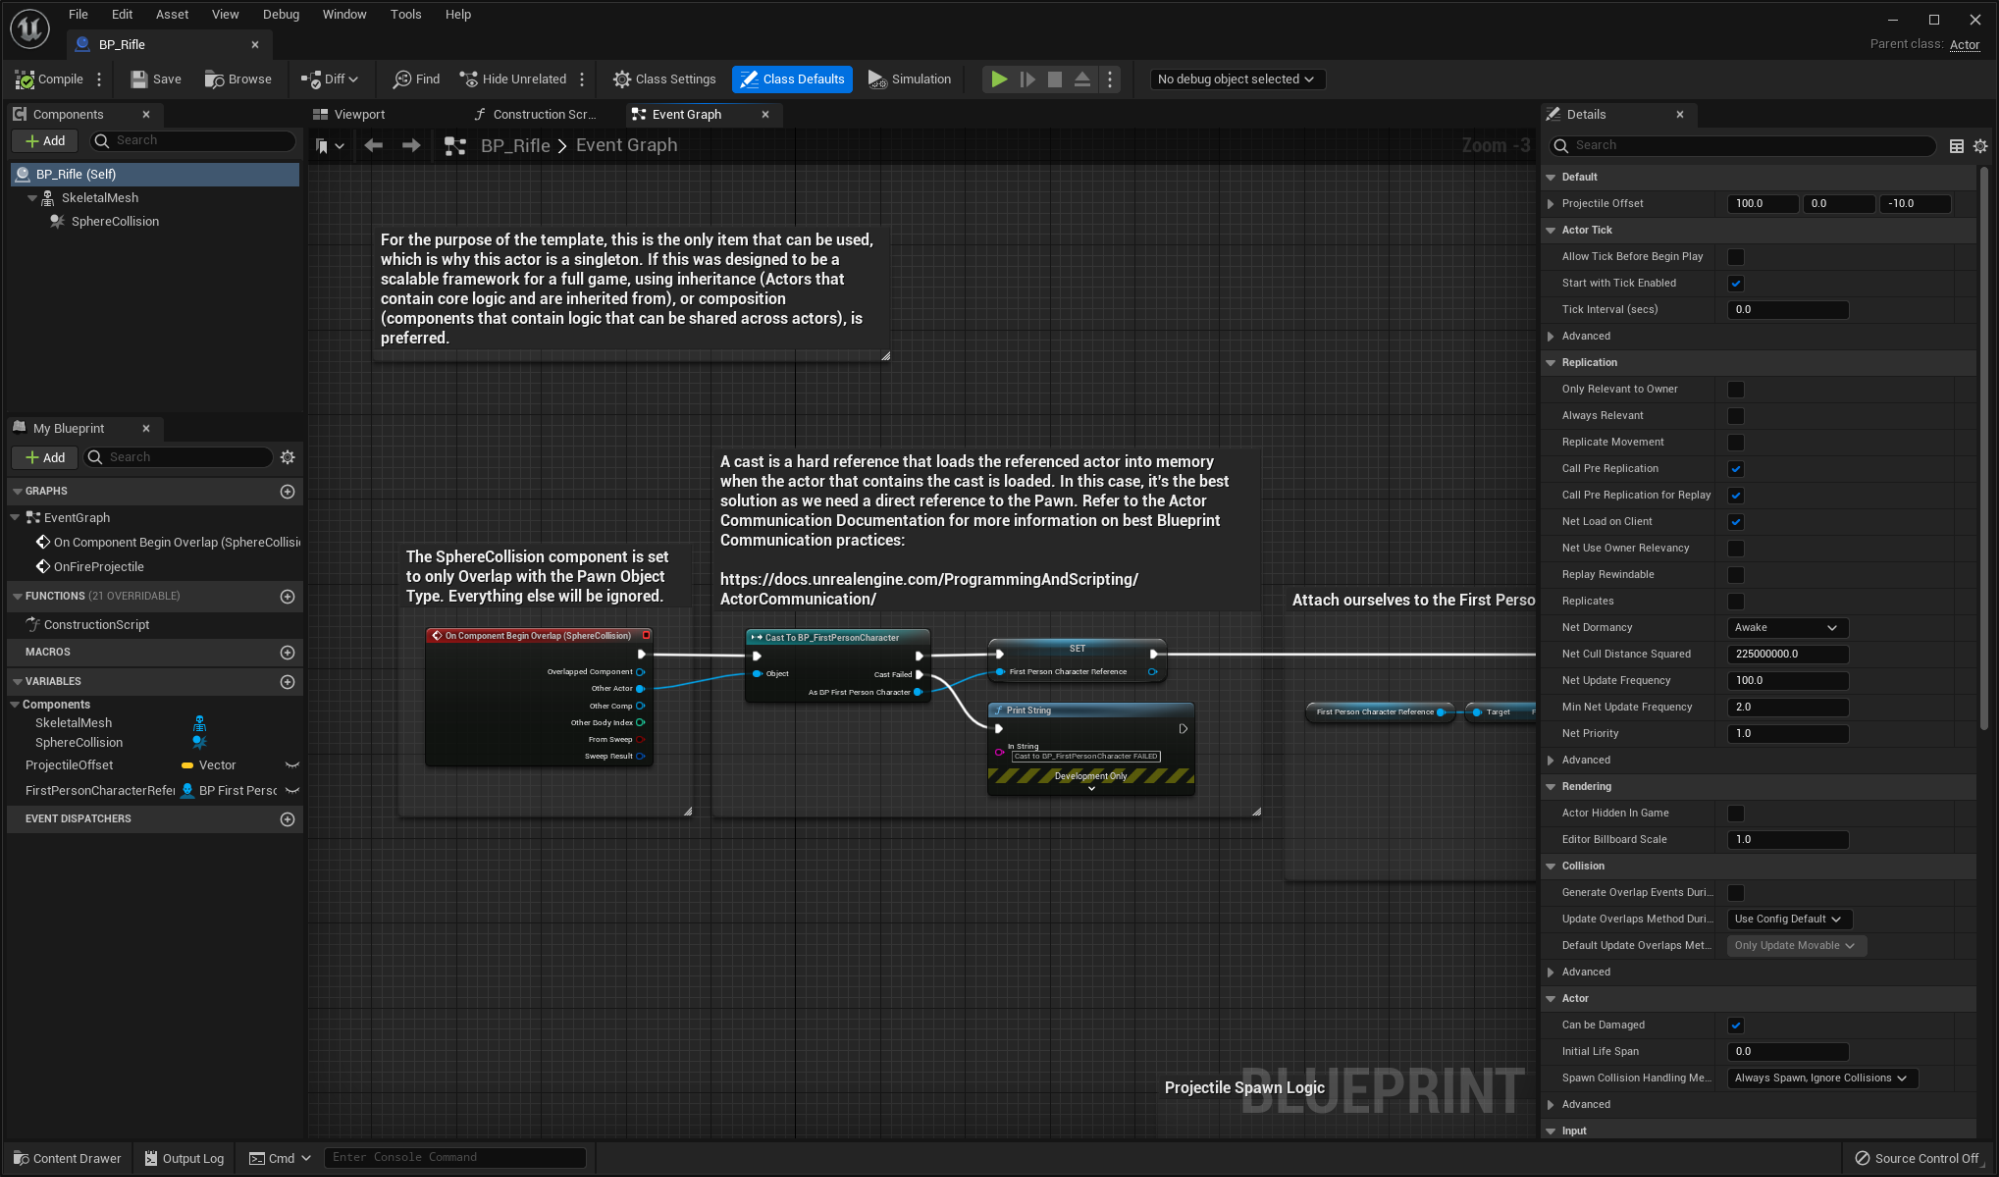 File Edit Asset View Debug Window Tools Help
BP_Rifle
Parent class: Actor
Compile Save Browse Diff Find Hide Unrelated Class Settings Class Defaults Simulation No debug object selected
Components
Add Search
BP_Rifle (Self)
SkeletalMesh
SphereCollision
My Blueprint
Add Search
GRAPHS
EventGraph
On Component Begin Overlap (SphereCollisi
OnFireProjectile
FUNCTIONS (21 OVERRIDABLE)
ConstructionScript
MACROS
VARIABLES
Components
SkeletalMesh
SphereCollision
ProjectileOffset Vector
FirstPersonCharacterRefer BP First Perso
EVENT DISPATCHERS
Viewport Construction Scr... Event Graph
BP_Rifle > Event Graph Zoom -3
For the purpose of the template, this is the only item that can be used,
which is why this actor is a singleton. If this was designed to be a
scalable framework for a full game, using inheritance (Actors that
contain core logic and are inherited from), or composition
(components that contain logic that can be shared across actors), is
preferred.
A cast is a hard reference that loads the referenced actor into memory
when the actor that contains the cast is loaded. In this case, it's the best
solution as we need a direct reference to the Pawn. Refer to the Actor
Communication Documentation for more information on best Blueprint
Communication practices:
https://docs.unrealengine.com/ProgrammingAndScripting/
ActorCommunication/
The SphereCollision component is set
to only Overlap with the Pawn Object
Type. Everything else will be ignored.
Attach ourselves to the First Perso
On Component Begin Overlap (SphereCollision)
Overlapped Component
Other Actor
Other Comp
Other Body Index
From Sweep
Sweep Result
Cast To BP_FirstPersonCharacter
Object
Cast Failed
As BP First Person Character
SET
First Person Character Reference
Print String
In String
Cast to BP_FirstPersonCharacter FAILED
Development Only
First Person Character Reference
Target
Projectile Spawn Logic
BLUEPRINT
Details
Search
Default
Projectile Offset 100.0 0.0 -10.0
Actor Tick
Allow Tick Before Begin Play
Start with Tick Enabled
Tick Interval (secs) 0.0
Advanced
Replication
Only Relevant to Owner
Always Relevant
Replicate Movement
Call Pre Replication
Call Pre Replication for Replay
Net Load on Client
Net Use Owner Relevancy
Replay Rewindable
Replicates
Net Dormancy Awake
Net Cull Distance Squared 225000000.0
Net Update Frequency 100.0
Min Net Update Frequency 2.0
Net Priority 1.0
Advanced
Rendering
Actor Hidden In Game
Editor Billboard Scale 1.0
Collision
Generate Overlap Events Duri...
Update Overlaps Method Duri... Use Config Default
Default Update Overlaps Met... Only Update Movable
Advanced
Actor
Can be Damaged
Initial Life Span 0.0
Spawn Collision Handling Me... Always Spawn, Ignore Collisions
Advanced
Input
Content Drawer Output Log Cmd Enter Console Command Source Control Off